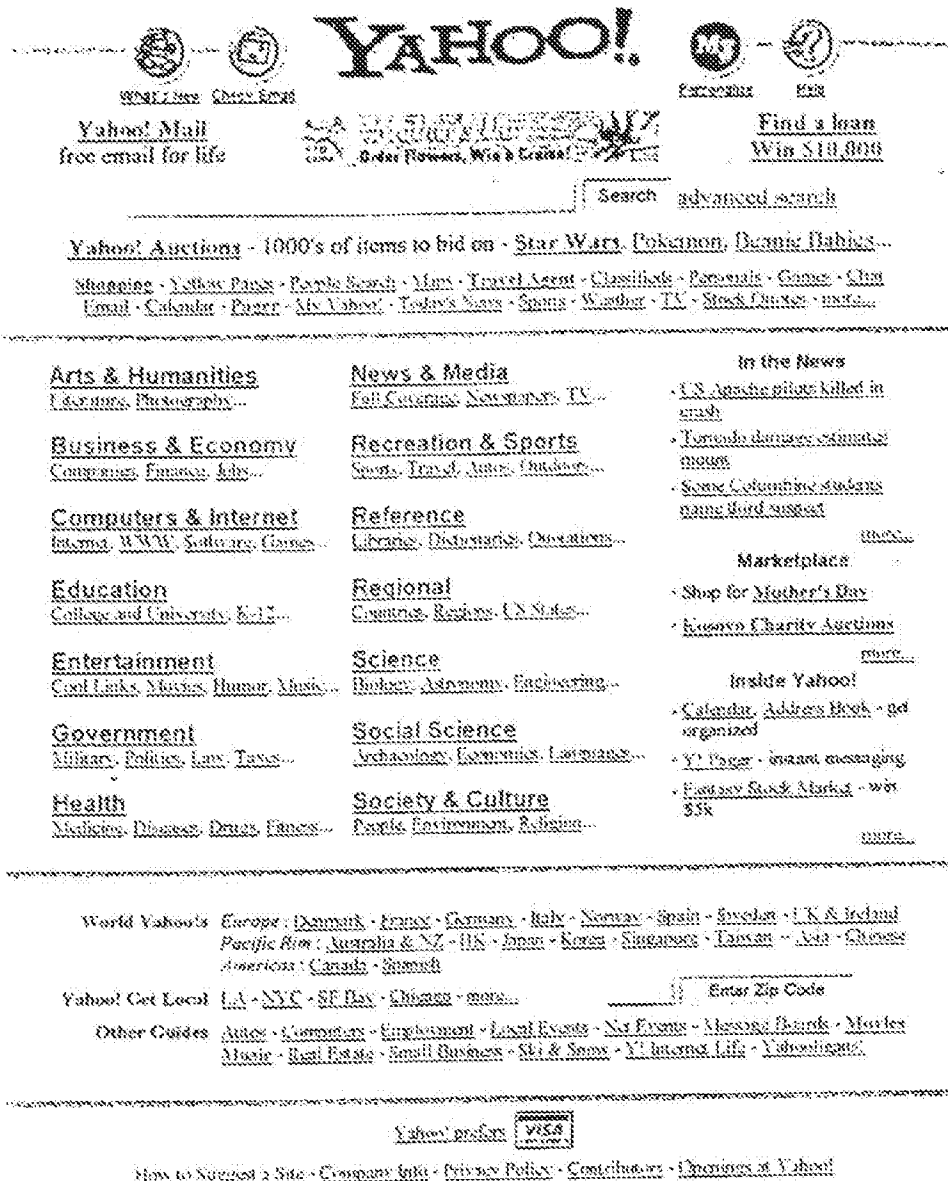 YAHOO!
What's New Check Email
Personalize Help
Yahoo! Mail
free email for life
Order Flowers, Win a Cruise!
Find a loan
Win $10,000
Search advanced search
Yahoo! Auctions - 1000's of items to bid on - Star Wars, Pokemon, Beanie Babies...
Shopping - Yellow Pages - People Search - Maps - Travel Agent - Classifieds - Personals - Games - Chat
Email - Calendar - Pager - My Yahoo! - Today's News - Sports - Weather - TV - Stock Quotes - more...
Arts & Humanities
Literature, Photography...
Business & Economy
Companies, Finance, Jobs...
Computers & Internet
Internet, WWW, Software, Games...
Education
College and University, K-12...
Entertainment
Cool Links, Movies, Humor, Music...
Government
Military, Politics, Law, Taxes...
Health
Medicine, Diseases, Drugs, Fitness...
News & Media
Full Coverage, Newspapers, TV...
Recreation & Sports
Sports, Travel, Autos, Outdoors...
Reference
Libraries, Dictionaries, Quotations...
Regional
Countries, Regions, US States...
Science
Biology, Astronomy, Engineering...
Social Science
Archaeology, Economics, Languages...
Society & Culture
People, Environment, Religion...
In the News
- US Apache pilots killed in
crash
- Tornado damage estimates
mount
- Some Columbine students
name third suspect
more...
Marketplace
- Shop for Mother's Day
- Kosovo Charity Auctions
more...
Inside Yahoo!
- Calendar, Address Book - get
organized
- Y! Pager - instant messaging
- Fantasy Stock Market - win
$5k
more...
World Yahoo!s Europe : Denmark - France - Germany - Italy - Norway - Spain - Sweden - UK & Ireland
Pacific Rim : Australia & NZ - HK - Japan - Korea - Singapore - Taiwan -- Asia - Chinese
Americas : Canada - Spanish
Yahoo! Get Local LA - NYC - SF Bay - Chicago - more... Enter Zip Code
Other Guides Autos - Computers - Employment - Local Events - Net Events - Message Boards - Movies
Music - Real Estate - Small Business - Ski & Snow - Y! Internet Life - Yahooligans!
Yahoo! prefers VISA
How to Suggest a Site - Company Info - Privacy Policy - Contributors - Openings at Yahoo!